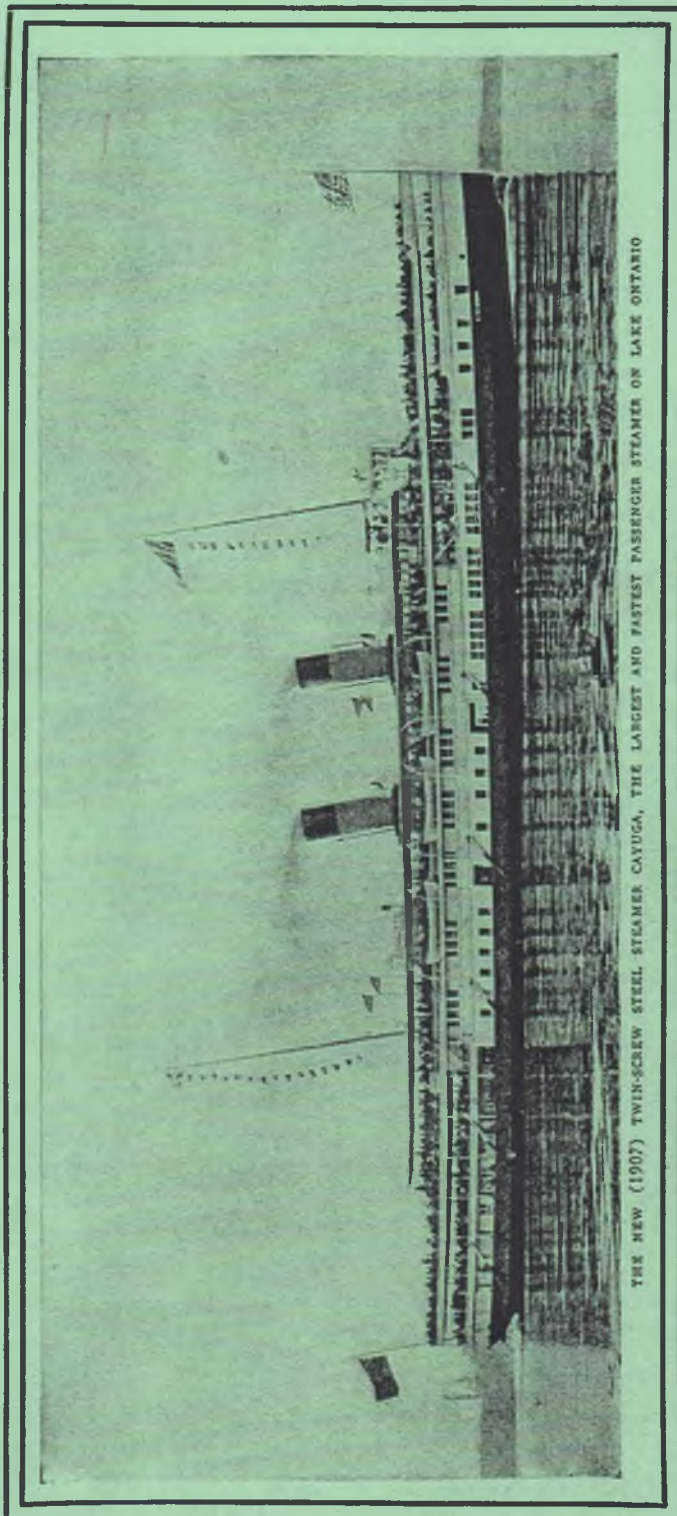 THE NEW (1907) TWIN-SCREW STEEL STEAMER CAYUGA, THE LARGEST AND FASTEST PASSENGER STEAMER ON LAKE ONTARIO